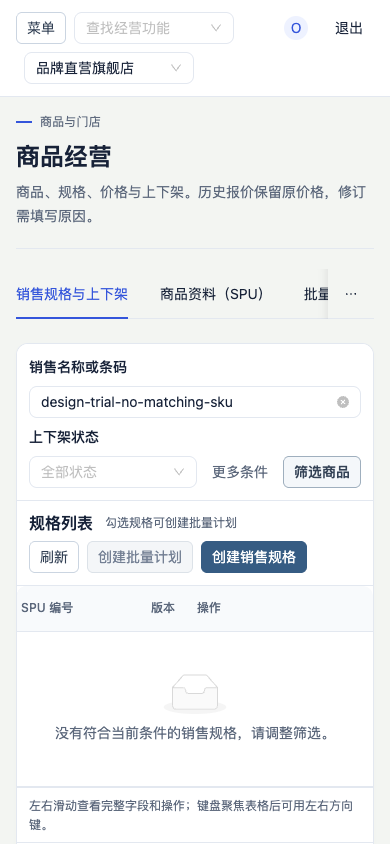 菜单
查找经营功能
O
退出
品牌直营旗舰店
商品与门店
商品经营
商品、规格、价格与上下架。历史报价保留原价格，修订
需填写原因。
销售规格与上下架
商品资料（SPU）
批量
···
销售名称或条码
design-trial-no-matching-sku
上下架状态
全部状态
更多条件
筛选商品
规格列表
勾选规格可创建批量计划
刷新
创建批量计划
创建销售规格
SPU 编号
版本
操作
没有符合当前条件的销售规格，请调整筛选。
左右滑动查看完整字段和操作；键盘聚焦表格后可用左右方向
键。